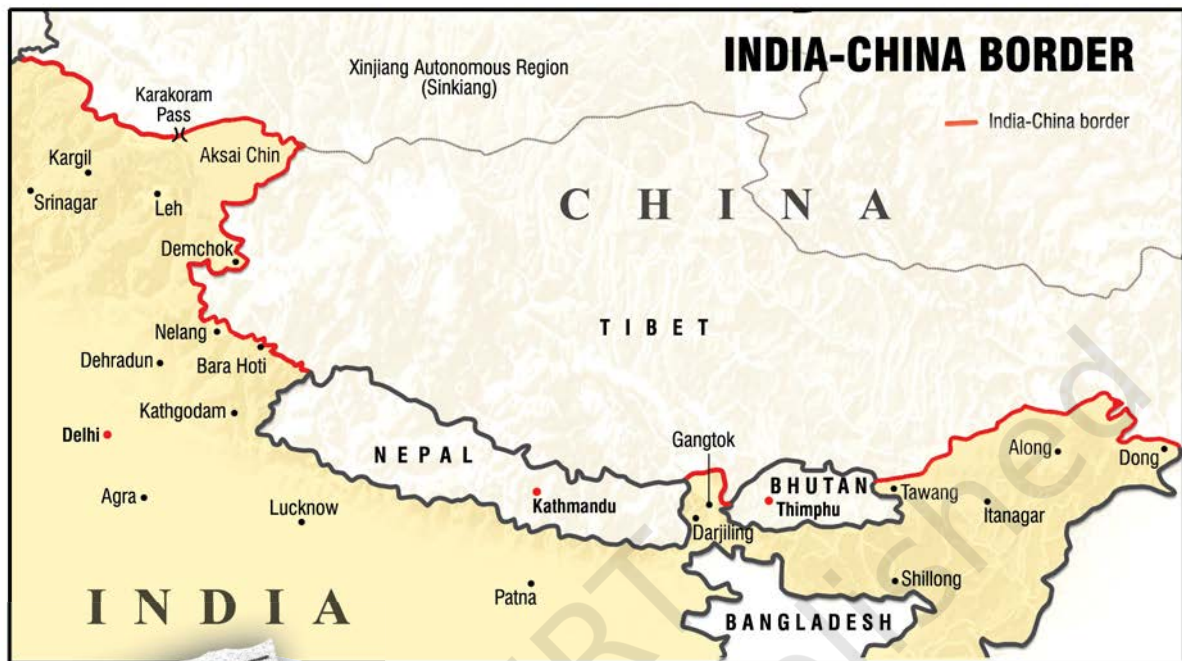 INDIA-CHINA BORDER
India-China border
Xinjiang Autonomous Region
(Sinkiang)
Karakoram
Pass
Aksai Chin
Kargil
Srinagar
Leh
CHINA
Demchok
TIBET
Nelang
Dehradun
Bara Hoti
Kathgodam
Delhi
NEPAL
Gangtok
Along
Dong
BHUTAN
Tawang
Agra
Lucknow
Kathmandu
Thimphu
Itanagar
Darjiling
Shillong
Patna
INDIA
BANGLADESH